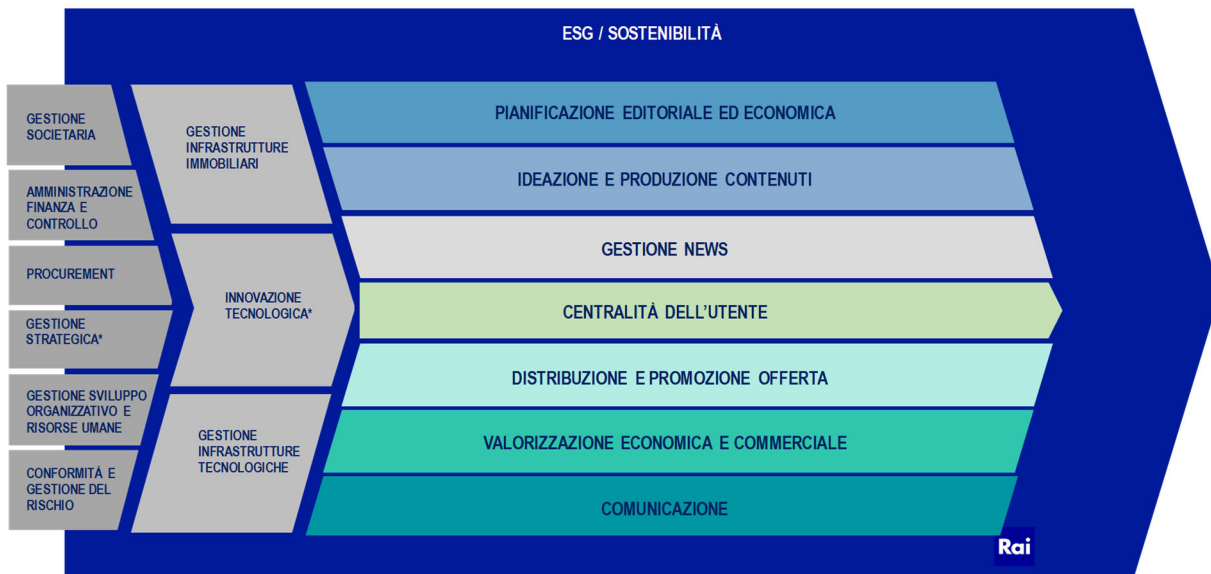 ESG / SOSTENIBILITÀ
GESTIONE
SOCIETARIA
AMMINISTRAZIONE
FINANZA E
CONTROLLO
PROCUREMENT
GESTIONE
STRATEGICA*
GESTIONE SVILUPPO
ORGANIZZATIVO E
RISORSE UMANE
CONFORMITÀ E
GESTIONE DEL
RISCHIO
GESTIONE
INFRASTRUTTURE
IMMOBILIARI
INNOVAZIONE
TECNOLOGICA*
GESTIONE
INFRASTRUTTURE
TECNOLOGICHE
PIANIFICAZIONE EDITORIALE ED ECONOMICA
IDEAZIONE E PRODUZIONE CONTENUTI
GESTIONE NEWS
CENTRALITÀ DELL'UTENTE
DISTRIBUZIONE E PROMOZIONE OFFERTA
VALORIZZAZIONE ECONOMICA E COMMERCIALE
COMUNICAZIONE
Rai